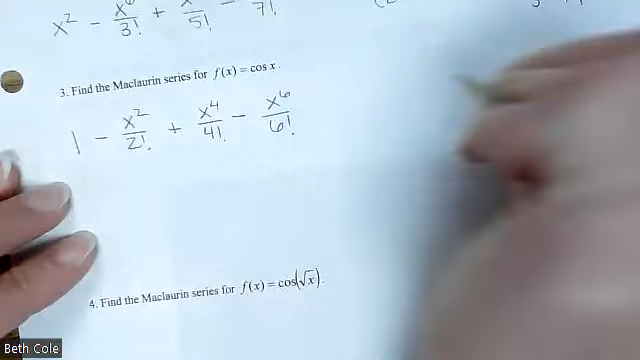 x² - x⁶/3! + /5! - /7!
3. Find the Maclaurin series for f(x) = cos x.
1 - x²/2! + x⁴/4! - x⁶/6!
4. Find the Maclaurin series for f(x) = cos(√x).
Beth Cole